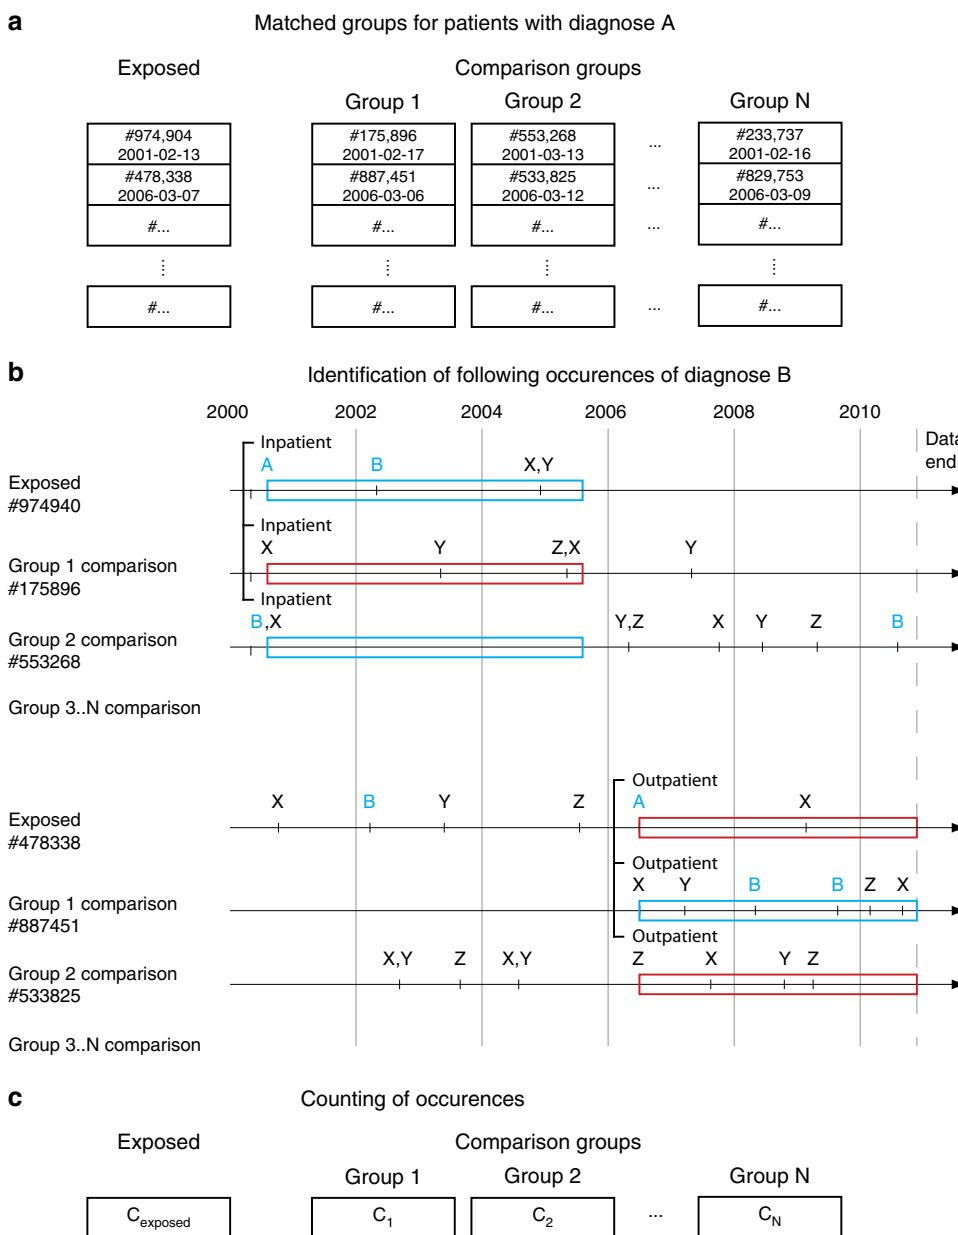 a
Matched groups for patients with diagnose A
Exposed
Comparison groups
Group 1 Group 2 Group N
#974,904 #175,896 #553,268 ... #233,737
2001-02-13 2001-02-17 2001-03-13 2001-02-16
#478,338 #887,451 #533,825 ... #829,753
2006-03-07 2006-03-06 2006-03-12 2006-03-09
#... #... #... ... #...
#... #... #... ... #...
b
Identification of following occurences of diagnose B
2000 2002 2004 2006 2008 2010
Data
end
Inpatient
A B X,Y
Exposed
#974940
Inpatient
X Y Z,X Y
Group 1 comparison
#175896
Inpatient
B,X Y,Z X Y Z B
Group 2 comparison
#553268
Group 3..N comparison
Outpatient
X B Y Z A X
Exposed
#478338
Outpatient
X Y B B Z X
Group 1 comparison
#887451
Outpatient
X,Y Z X,Y Z X Y Z
Group 2 comparison
#533825
Group 3..N comparison
c
Counting of occurences
Exposed
Comparison groups
Group 1 Group 2 Group N
Cexposed C1 C2 ... CN